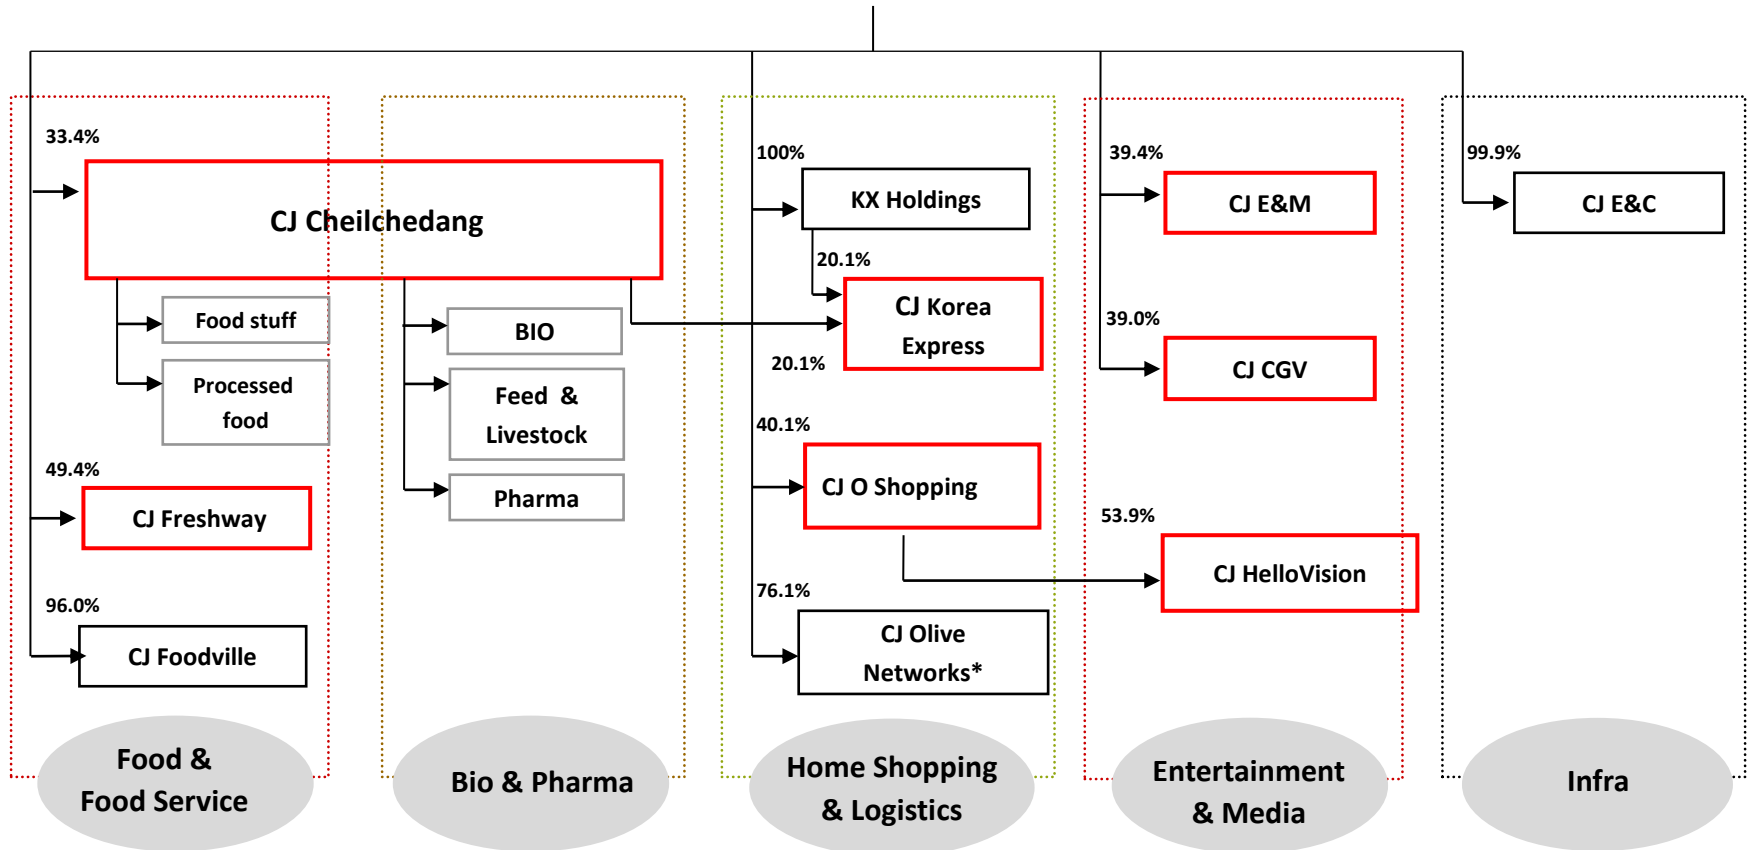 33.4%
CJ Cheilchedang
Food stuff
Processed
food
49.4%
CJ Freshway
96.0%
CJ Foodville
Food &
Food Service
BIO
Feed &
Livestock
Pharma
Bio & Pharma
100%
KX Holdings
20.1%
CJ Korea
Express
20.1%
40.1%
CJ O Shopping
76.1%
CJ Olive
Networks*
Home Shopping
& Logistics
39.4%
CJ E&M
39.0%
CJ CGV
53.9%
CJ HelloVision
Entertainment
& Media
99.9%
CJ E&C
Infra